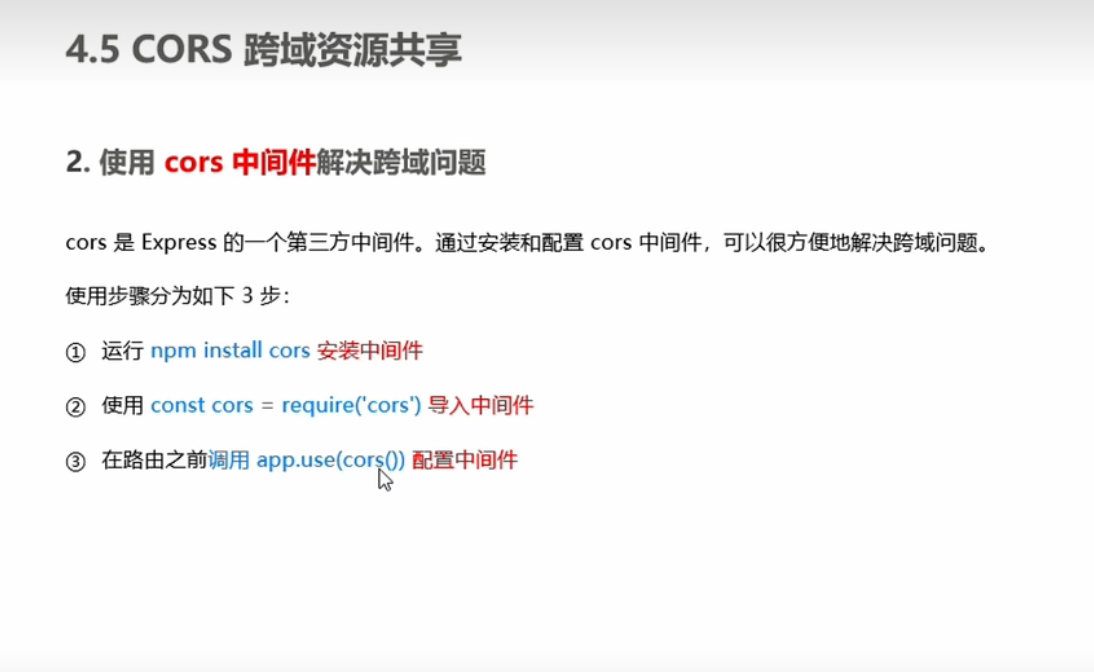 4.5 CORS 跨域资源共享
2. 使用 cors 中间件解决跨域问题
cors 是 Express 的一个第三方中间件。通过安装和配置 cors 中间件，可以很方便地解决跨域问题。
使用步骤分为如下 3 步：
① 运行 npm install cors 安装中间件
② 使用 const cors = require('cors') 导入中间件
③ 在路由之前调用 app.use(cors()) 配置中间件